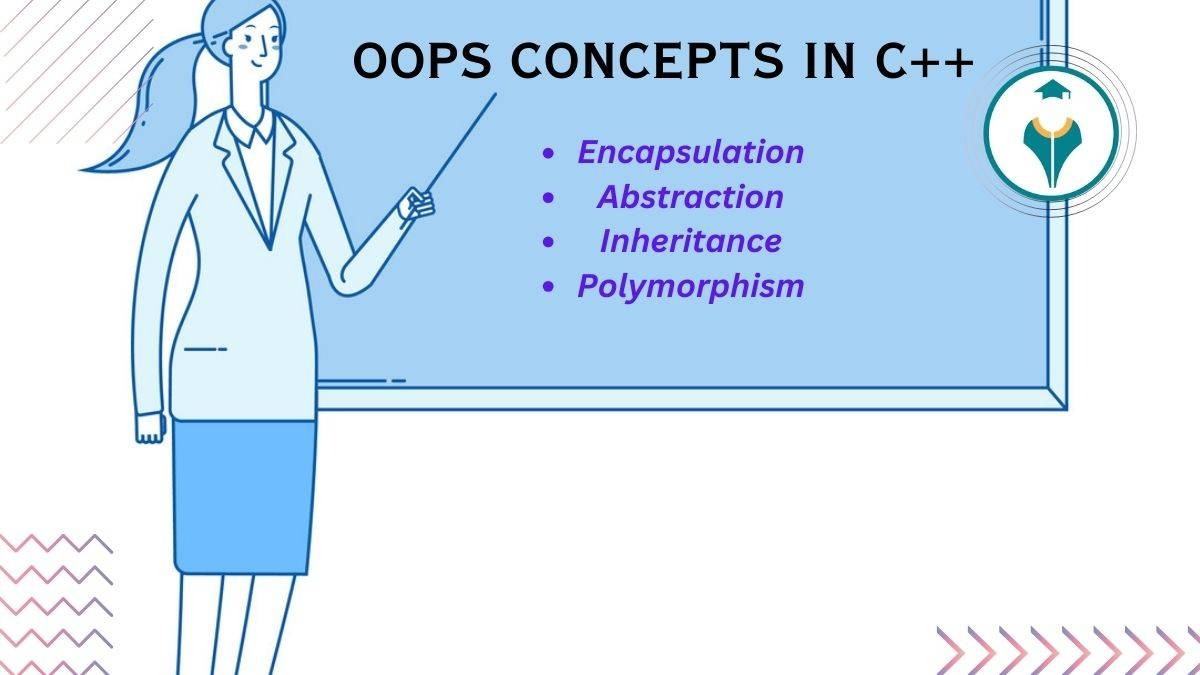 OOPS CONCEPTS IN C++
• Encapsulation
• Abstraction
• Inheritance
• Polymorphism